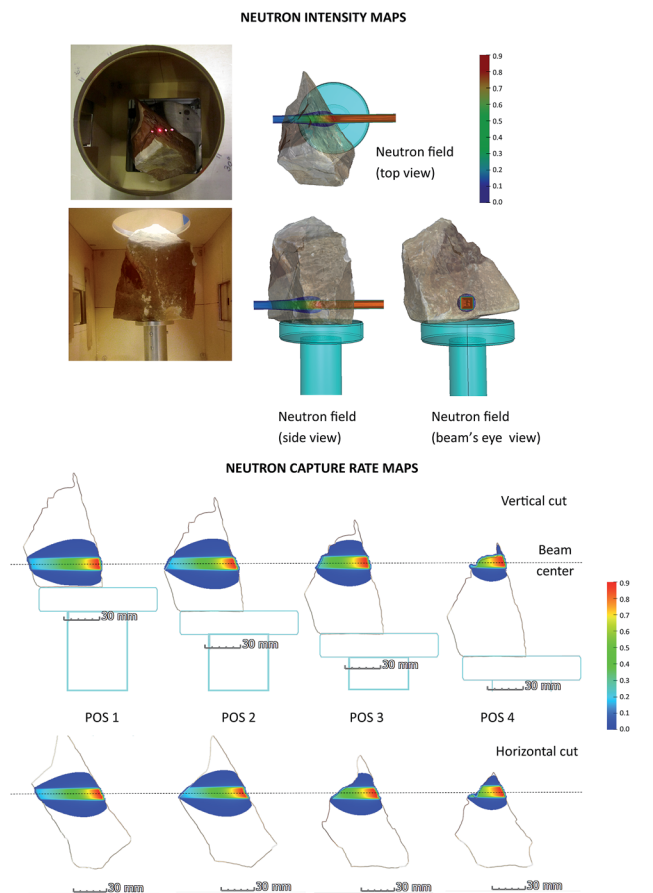 NEUTRON INTENSITY MAPS
0.9
0.8
0.7
0.6
0.5
0.4
0.3
0.2
0.1
0.0
Neutron field
(top view)
Neutron field
(side view)
Neutron field
(beam's eye view)
NEUTRON CAPTURE RATE MAPS
Vertical cut
Beam
center
0.9
0.8
0.7
0.6
0.5
0.4
0.3
0.2
0.1
0.0
30 mm
30 mm
30 mm
30 mm
POS 1
POS 2
POS 3
POS 4
Horizontal cut
30 mm
30 mm
30 mm
30 mm